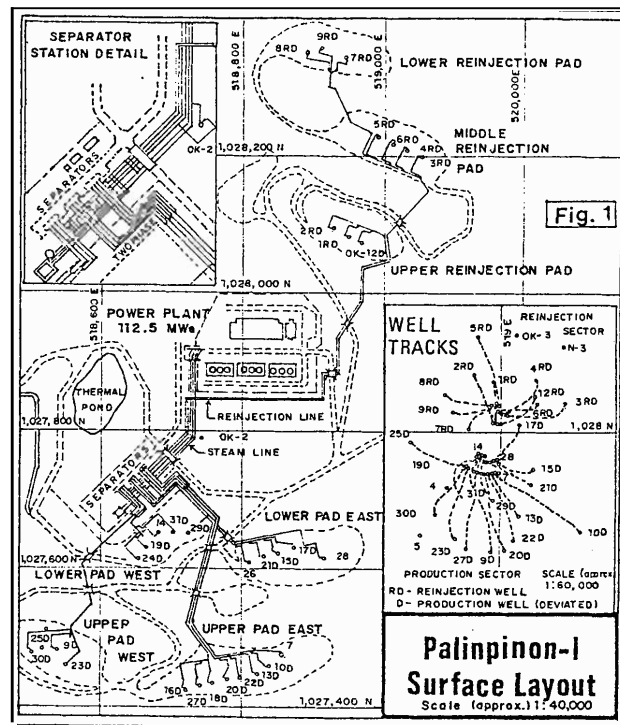 SEPARATOR
STATION DETAIL
OK-2
SEPARATORS
TWO PHASE
518,800 E
519,000 E
520,000 E
9RD
8RD
7RD
LOWER REINJECTION PAD
5RD
6RD
4RD
3RD
MIDDLE
REINJECTION
PAD
1,028,200 N
Fig. 1
2RD
1RD
OK-12D
UPPER REINJECTION PAD
1,028,000 N
518,600 E
POWER PLANT
112.5 MWe
THERMAL
POND
REINJECTION LINE
1,027,800 N
OK-2
STEAM LINE
SEPARATORS
LOWER PAD EAST
14
31D
29D
19D
24D
17D
15D
21D
26
28
1,027,600 N
LOWER PAD WEST
UPPER
PAD
WEST
25D
9D
30D
23D
UPPER PAD EAST
7
10D
13D
22D
20D
18D
27D
16D
1,027,400 N
WELL
TRACKS
519 E
REINJECTION
SECTOR
5RD
OK-3
N-3
2RD
1RD
4RD
8RD
12RD
9RD
6RD
3RD
7RD
17D
1,028 N
25D
14
28
19D
15D
4
31D
21D
29D
30D
13D
10D
5
23D
22D
27D
9D
20D
PRODUCTION SECTOR
SCALE (approx.)
1:60,000
RD - REINJECTION WELL
D - PRODUCTION WELL (DEVIATED)
Palinpinon-I
Surface Layout
Scale (approx.) 1:40,000